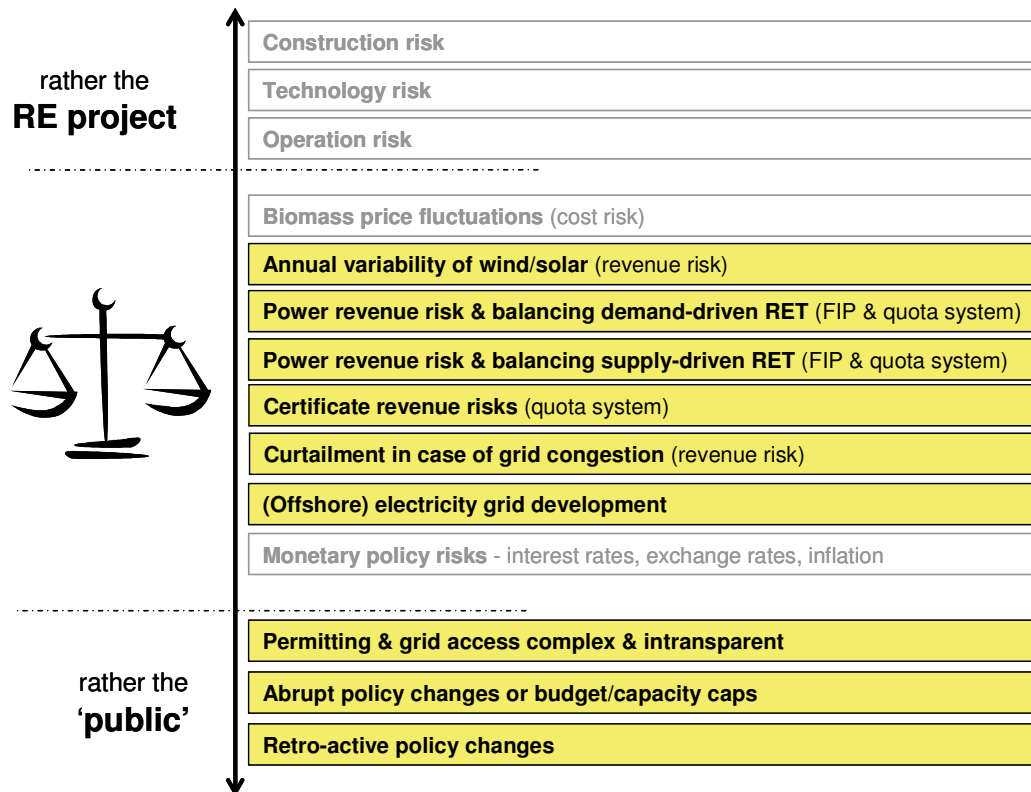 Construction risk
rather the
RE project
Technology risk
Operation risk
Biomass price fluctuations (cost risk)
Annual variability of wind/solar (revenue risk)
Power revenue risk & balancing demand-driven RET (FIP & quota system)
Power revenue risk & balancing supply-driven RET (FIP & quota system)
Certificate revenue risks (quota system)
Curtailment in case of grid congestion (revenue risk)
(Offshore) electricity grid development
Monetary policy risks - interest rates, exchange rates, inflation
Permitting & grid access complex & intransparent
rather the
‘public’
Abrupt policy changes or budget/capacity caps
Retro-active policy changes